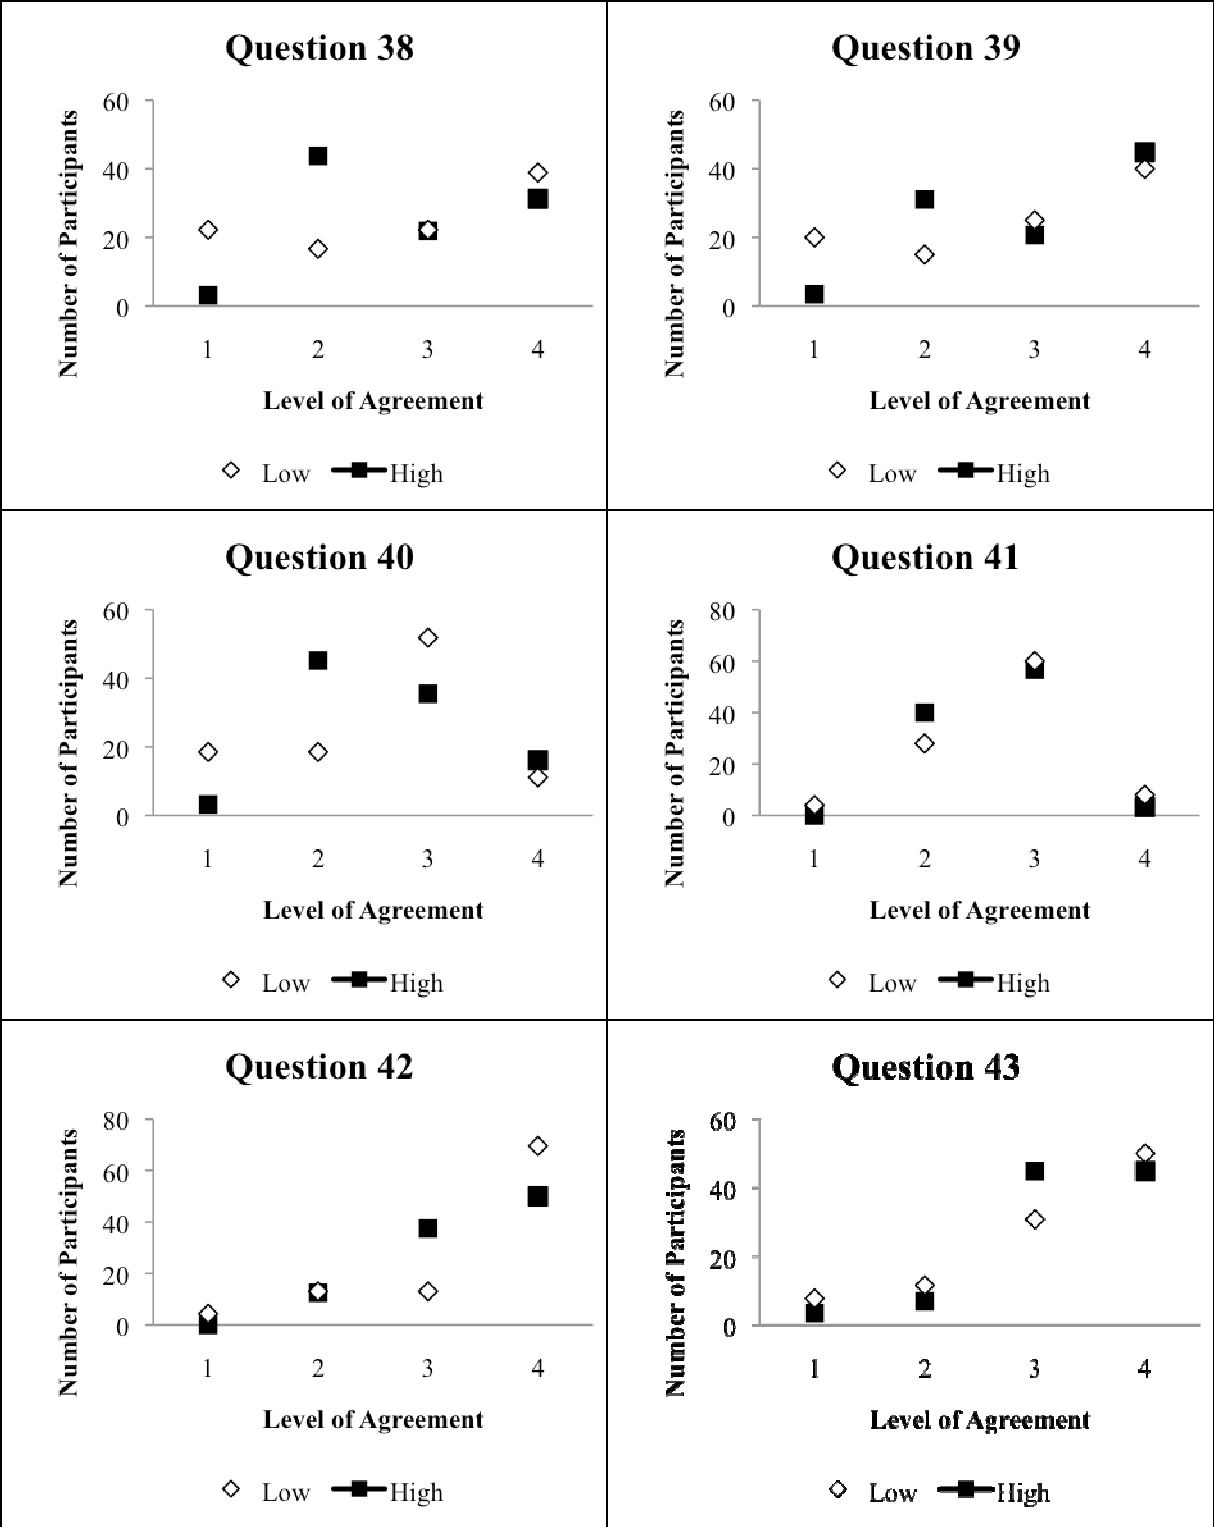 Question 38
Number of Participants
60
40
20
0
1 2 3 4
Level of Agreement
Low High
Question 39
Number of Participants
60
40
20
0
1 2 3 4
Level of Agreement
Low High
Question 40
Number of Participants
60
40
20
0
1 2 3 4
Level of Agreement
Low High
Question 41
Number of Participants
80
60
40
20
0
1 2 3 4
Level of Agreement
Low High
Question 42
Number of Participants
80
60
40
20
0
1 2 3 4
Level of Agreement
Low High
Question 43
Number of Participants
60
40
20
0
1 2 3 4
Level of Agreement
Low High